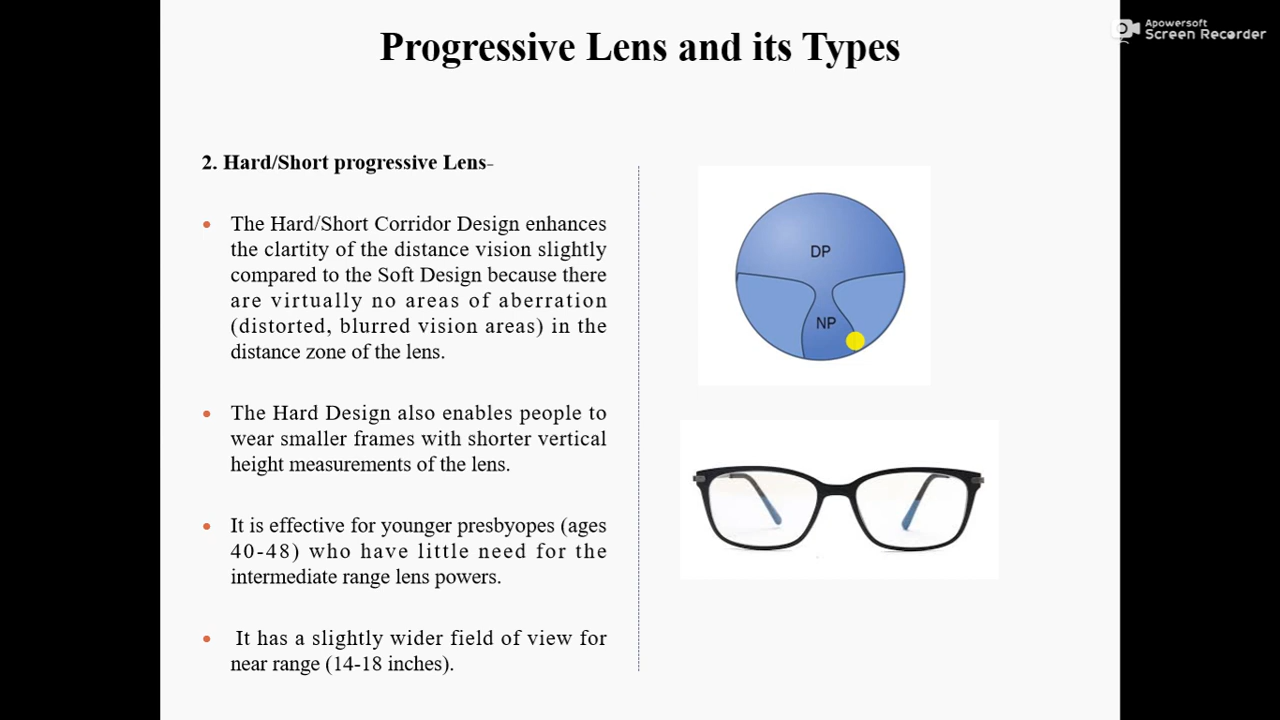 Progressive Lens and its Types
Apowersoft
Screen Recorder
2. Hard/Short progressive Lens-
• The Hard/Short Corridor Design enhances
the clartity of the distance vision slightly
compared to the Soft Design because there
are virtually no areas of aberration
(distorted, blurred vision areas) in the
distance zone of the lens.
• The Hard Design also enables people to
wear smaller frames with shorter vertical
height measurements of the lens.
• It is effective for younger presbyopes (ages
40-48) who have little need for the
intermediate range lens powers.
• It has a slightly wider field of view for
near range (14-18 inches).
DP
NP